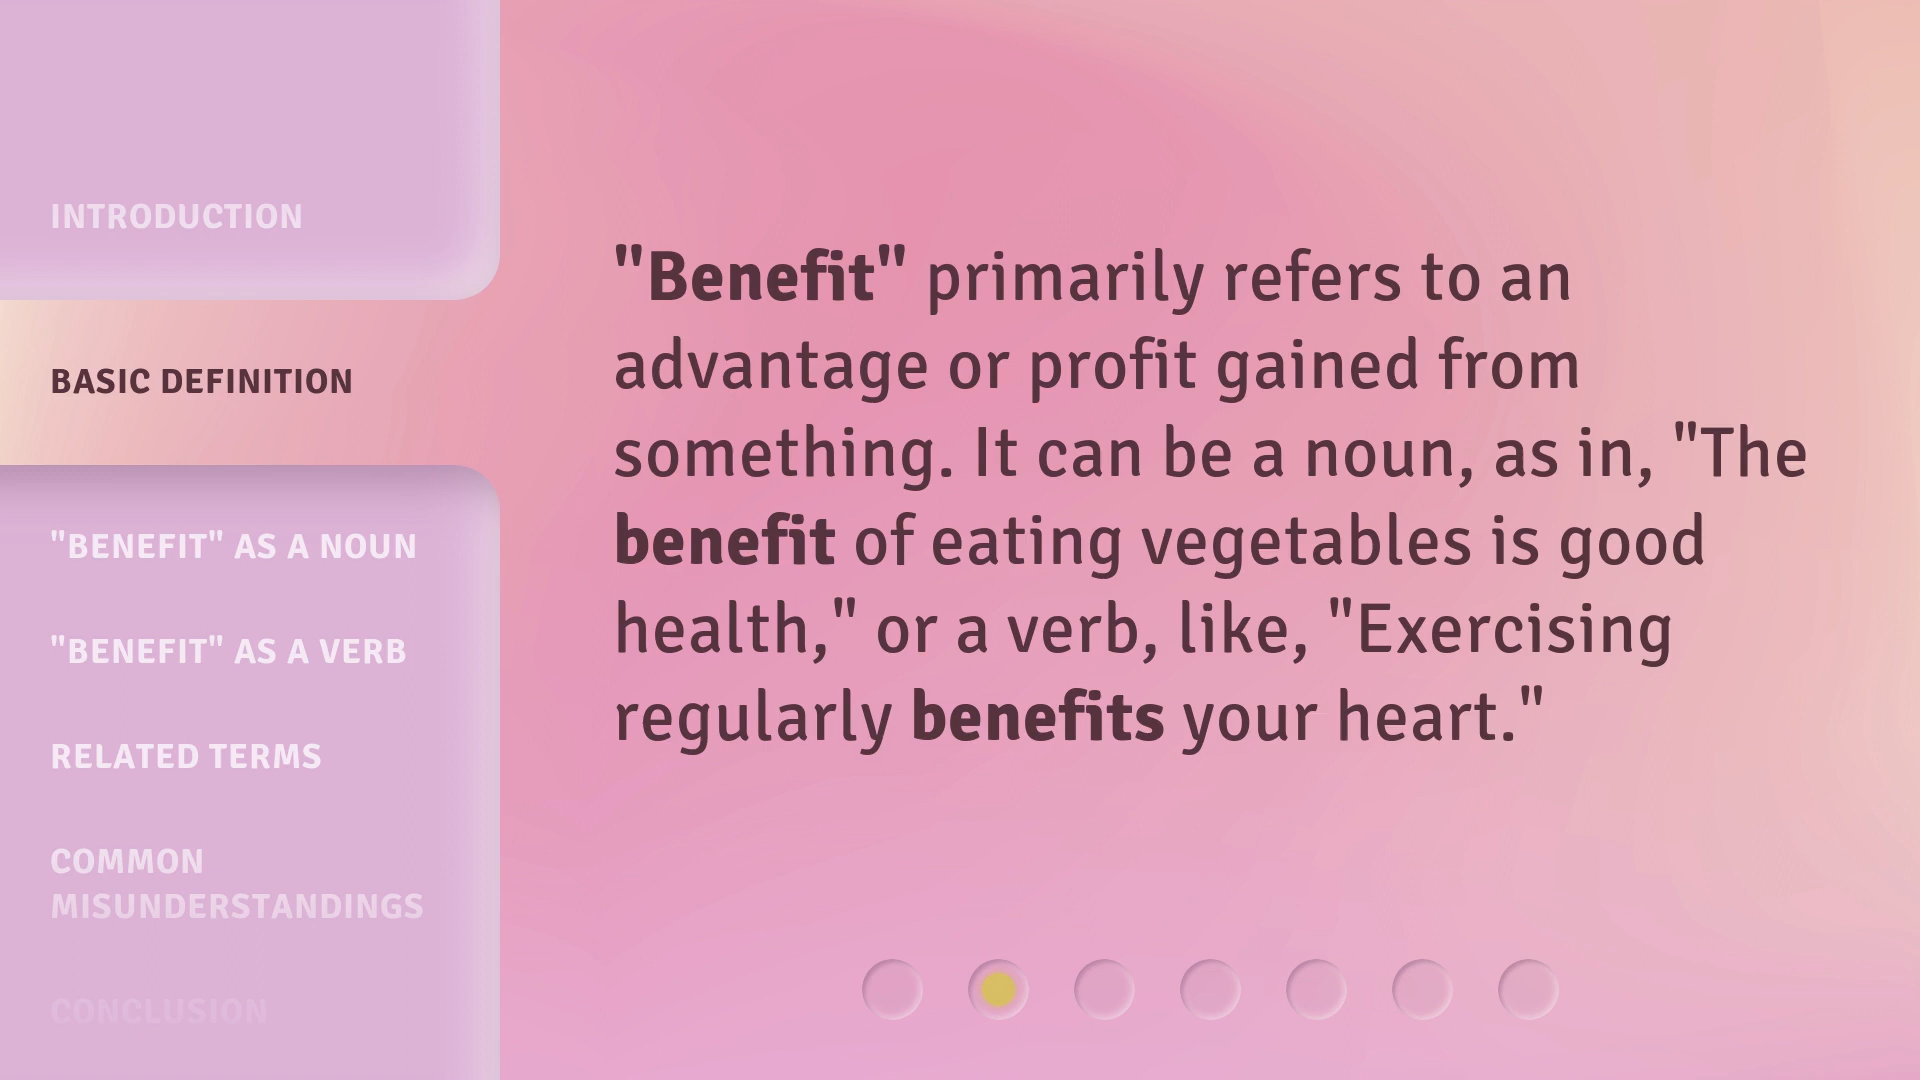 INTRODUCTION
BASIC DEFINITION
"BENEFIT" AS A NOUN
"BENEFIT" AS A VERB
RELATED TERMS
COMMON
MISUNDERSTANDINGS
CONCLUSION
"Benefit" primarily refers to an
advantage or profit gained from
something. It can be a noun, as in, "The
benefit of eating vegetables is good
health," or a verb, like, "Exercising
regularly benefits your heart."